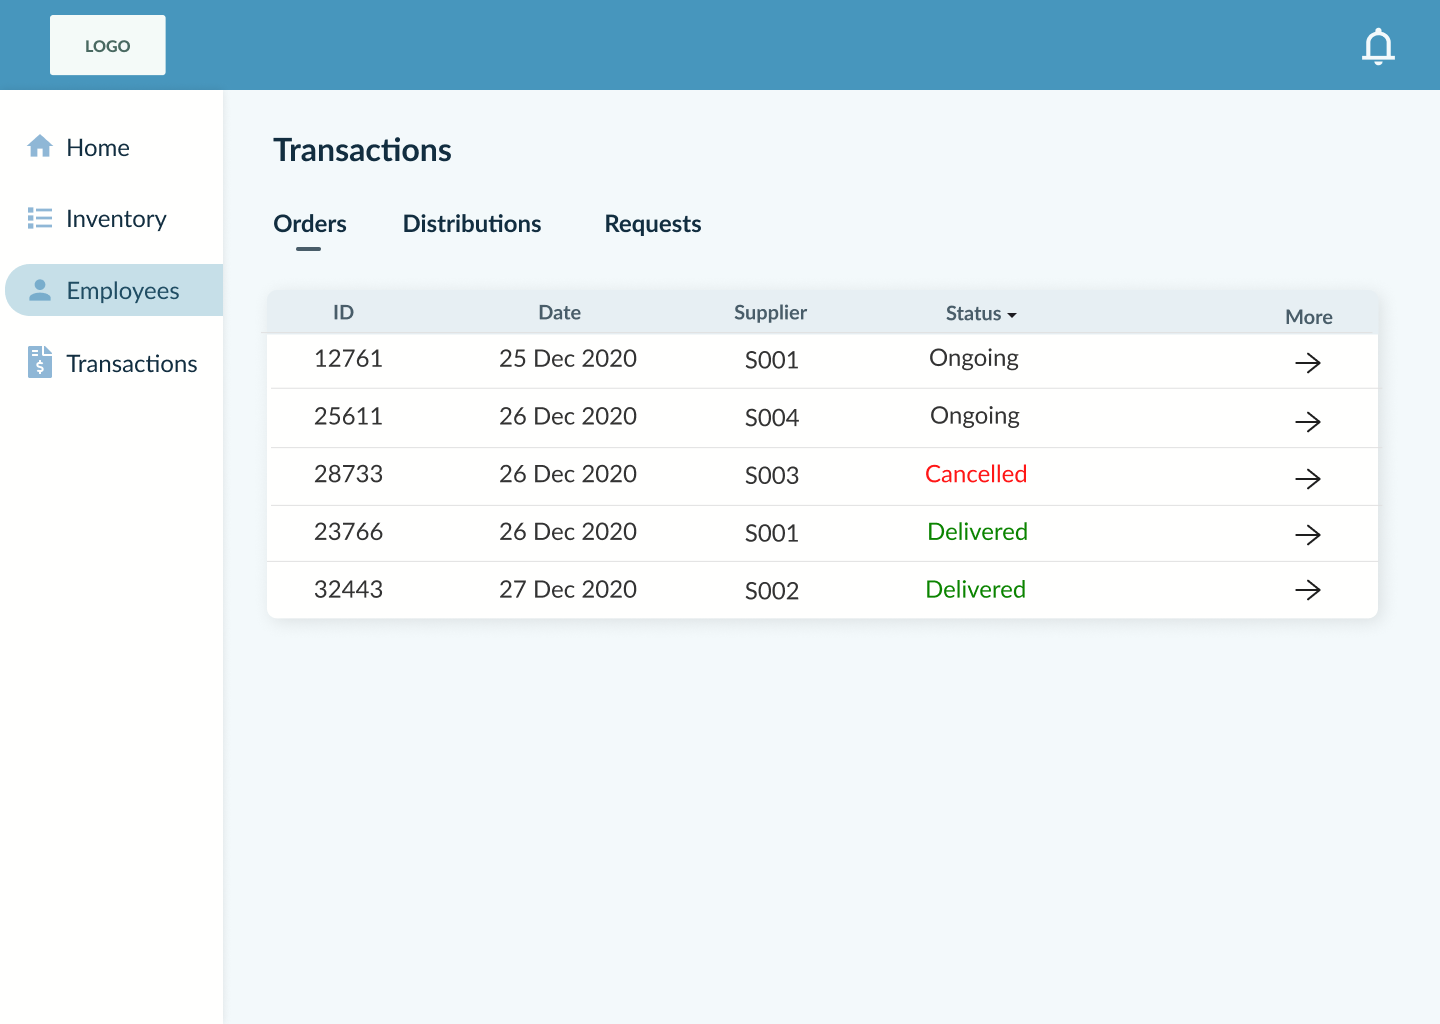 LOGO
Home
Inventory
Employees
Transactions
Transactions
Orders Distributions Requests
ID Date Supplier Status More
12761 25 Dec 2020 S001 Ongoing
25611 26 Dec 2020 S004 Ongoing
28733 26 Dec 2020 S003 Cancelled
23766 26 Dec 2020 S001 Delivered
32443 27 Dec 2020 S002 Delivered